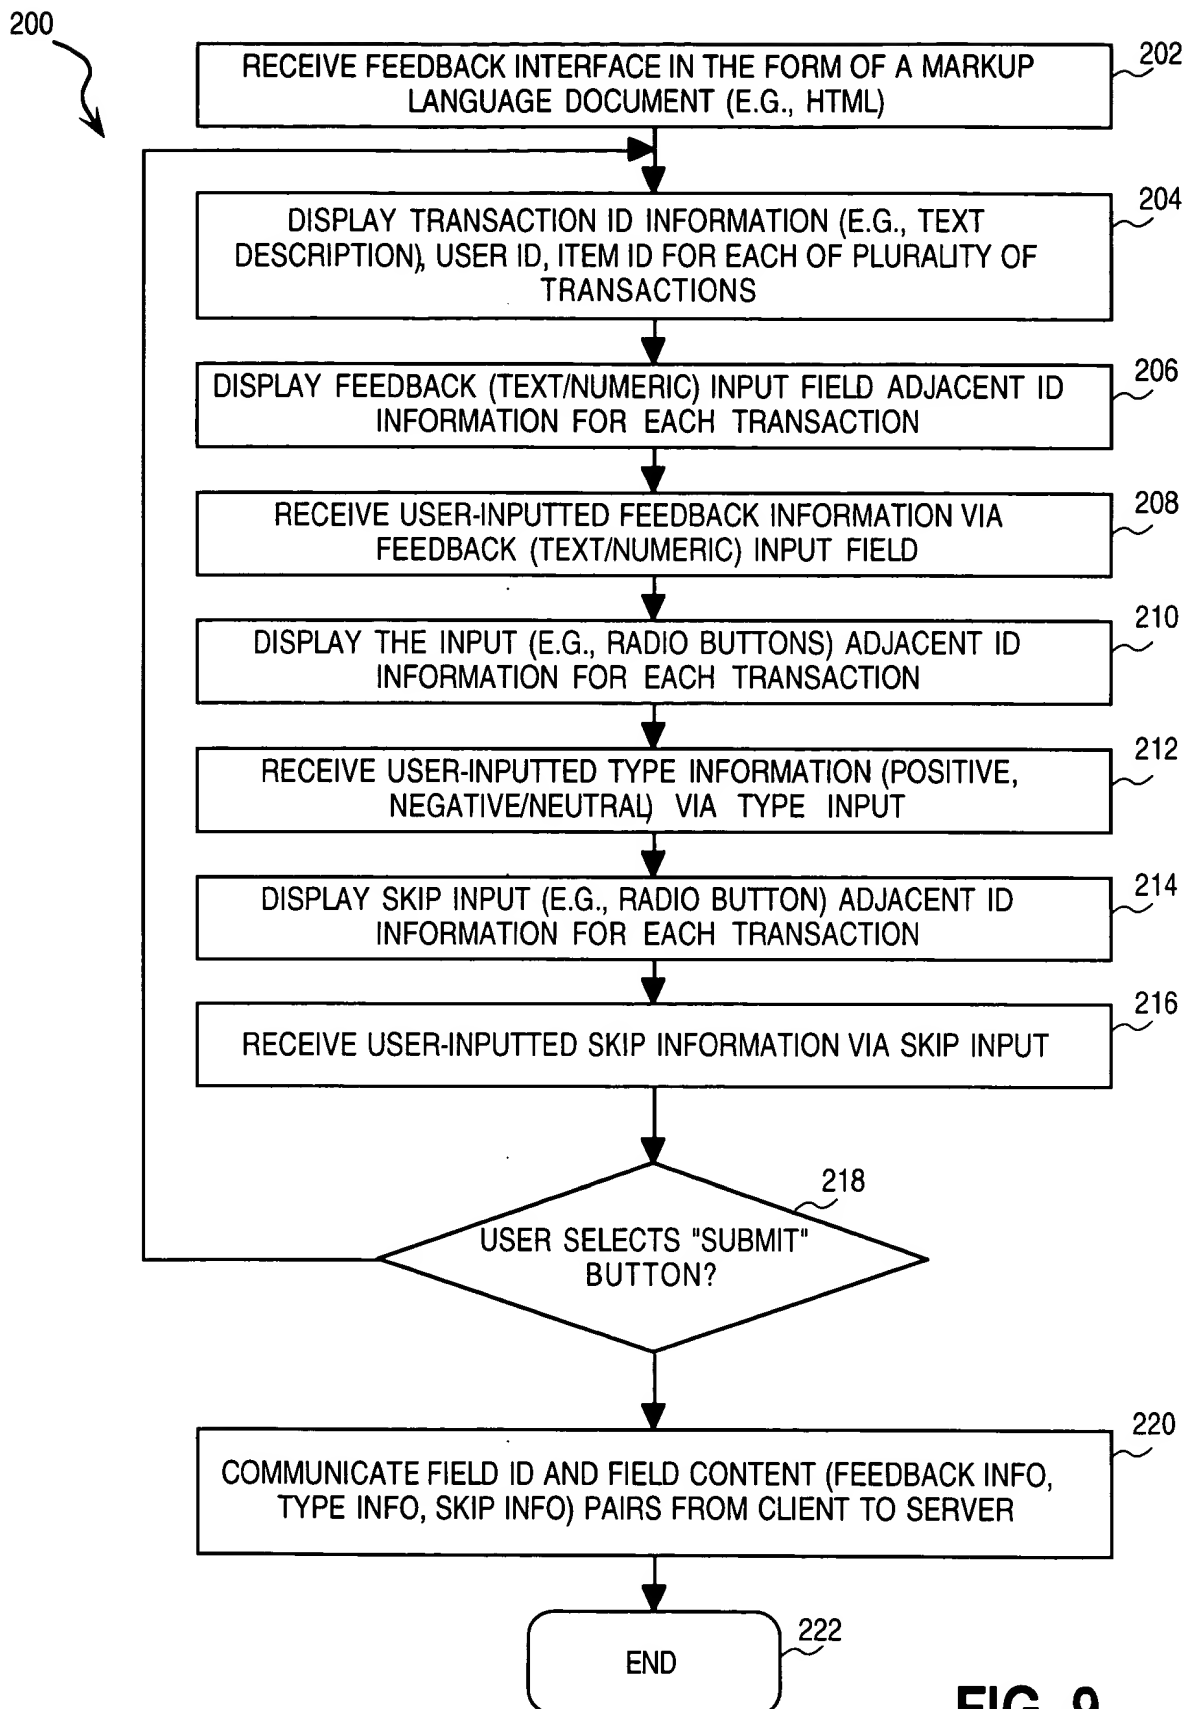 200
202
RECEIVE FEEDBACK INTERFACE IN THE FORM OF A MARKUP
LANGUAGE DOCUMENT (E.G., HTML)
204
DISPLAY TRANSACTION ID INFORMATION (E.G., TEXT
DESCRIPTION), USER ID, ITEM ID FOR EACH OF PLURALITY OF
TRANSACTIONS
206
DISPLAY FEEDBACK (TEXT/NUMERIC) INPUT FIELD ADJACENT ID
INFORMATION FOR EACH TRANSACTION
208
RECEIVE USER-INPUTTED FEEDBACK INFORMATION VIA
FEEDBACK (TEXT/NUMERIC) INPUT FIELD
210
DISPLAY THE INPUT (E.G., RADIO BUTTONS) ADJACENT ID
INFORMATION FOR EACH TRANSACTION
212
RECEIVE USER-INPUTTED TYPE INFORMATION (POSITIVE,
NEGATIVE/NEUTRAL) VIA TYPE INPUT
214
DISPLAY SKIP INPUT (E.G., RADIO BUTTON) ADJACENT ID
INFORMATION FOR EACH TRANSACTION
216
RECEIVE USER-INPUTTED SKIP INFORMATION VIA SKIP INPUT
218
USER SELECTS "SUBMIT"
BUTTON?
220
COMMUNICATE FIELD ID AND FIELD CONTENT (FEEDBACK INFO,
TYPE INFO, SKIP INFO) PAIRS FROM CLIENT TO SERVER
222
END
FIG. 9